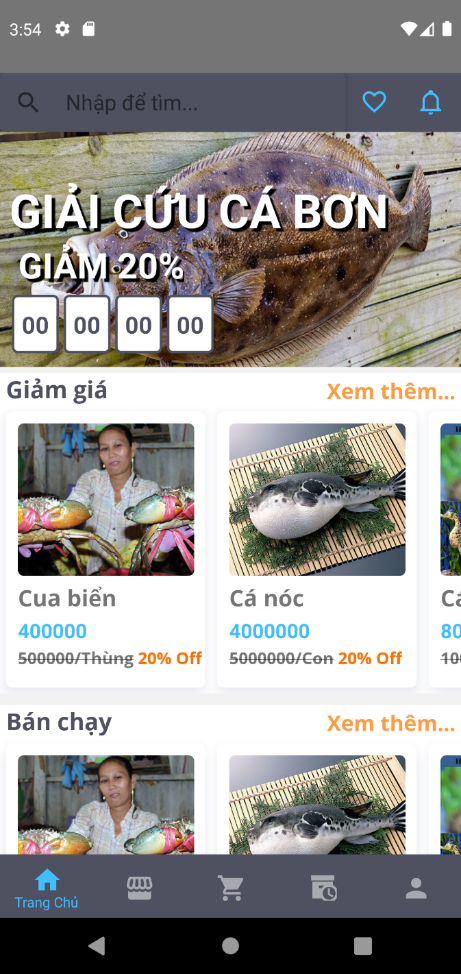 3:54
Nhập để tìm...
GIẢI CỨU CÁ BƠN
GIẢM 20%
00 00 00 00
Giảm giá Xem thêm...
Cua biển Cá nóc
400000 4000000 80
500000/Thùng 20% Off 5000000/Con 20% Off 100
Bán chạy Xem thêm...
Trang Chủ